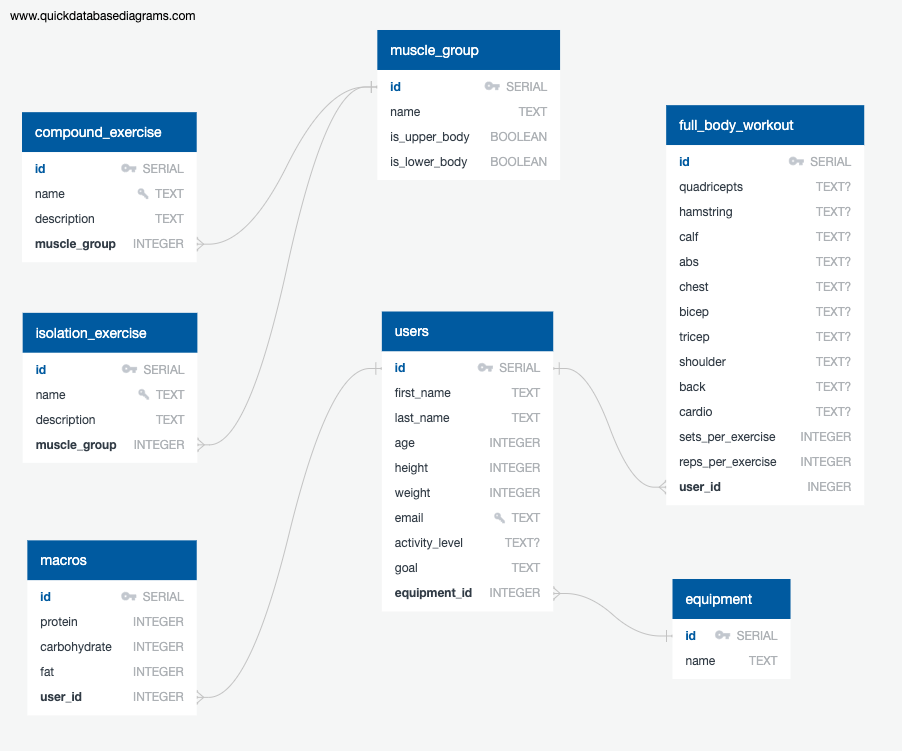 www.quickdatabasediagrams.com
muscle_group
id SERIAL
name TEXT
is_upper_body BOOLEAN
is_lower_body BOOLEAN
compound_exercise
id SERIAL
name TEXT
description TEXT
muscle_group INTEGER
full_body_workout
id SERIAL
quadricepts TEXT?
hamstring TEXT?
calf TEXT?
abs TEXT?
chest TEXT?
bicep TEXT?
tricep TEXT?
shoulder TEXT?
back TEXT?
cardio TEXT?
sets_per_exercise INTEGER
reps_per_exercise INTEGER
user_id INEGER
isolation_exercise
id SERIAL
name TEXT
description TEXT
muscle_group INTEGER
users
id SERIAL
first_name TEXT
last_name TEXT
age INTEGER
height INTEGER
weight INTEGER
email TEXT
activity_level TEXT?
goal TEXT
equipment_id INTEGER
macros
id SERIAL
protein INTEGER
carbohydrate INTEGER
fat INTEGER
user_id INTEGER
equipment
id SERIAL
name TEXT